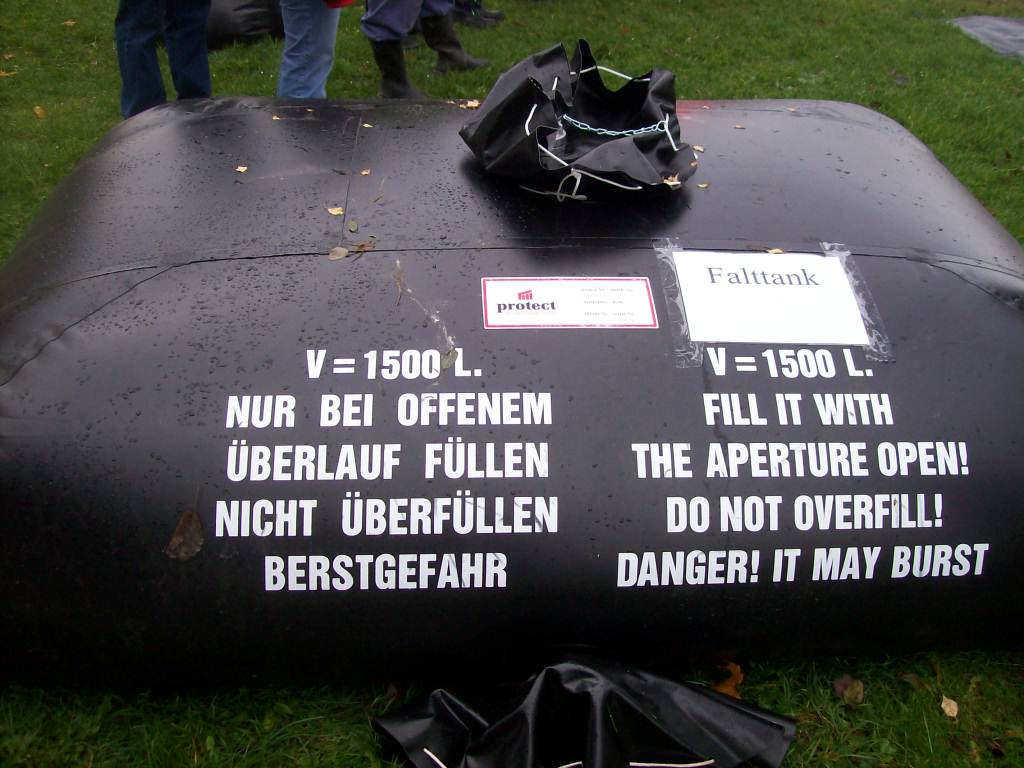 Falttank
protect
V = 1500 L.
NUR BEI OFFENEM
ÜBERLAUF FÜLLEN
NICHT ÜBERFÜLLEN
BERSTGEFAHR
V = 1500 L.
FILL IT WITH
THE APERTURE OPEN!
DO NOT OVERFILL!
DANGER! IT MAY BURST